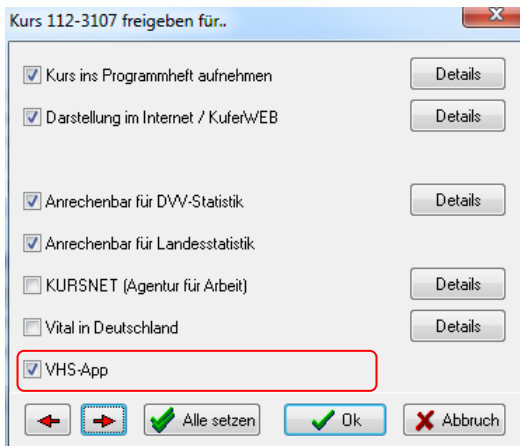 Kurs 112-3107 freigeben für..
Kurs ins Programmheft aufnehmen Details
Darstellung im Internet / KuferWEB Details
Anrechenbar für DVV-Statistik Details
Anrechenbar für Landesstatistik
KURSNET (Agentur für Arbeit) Details
Vital in Deutschland Details
VHS-App
Alle setzen Ok Abbruch